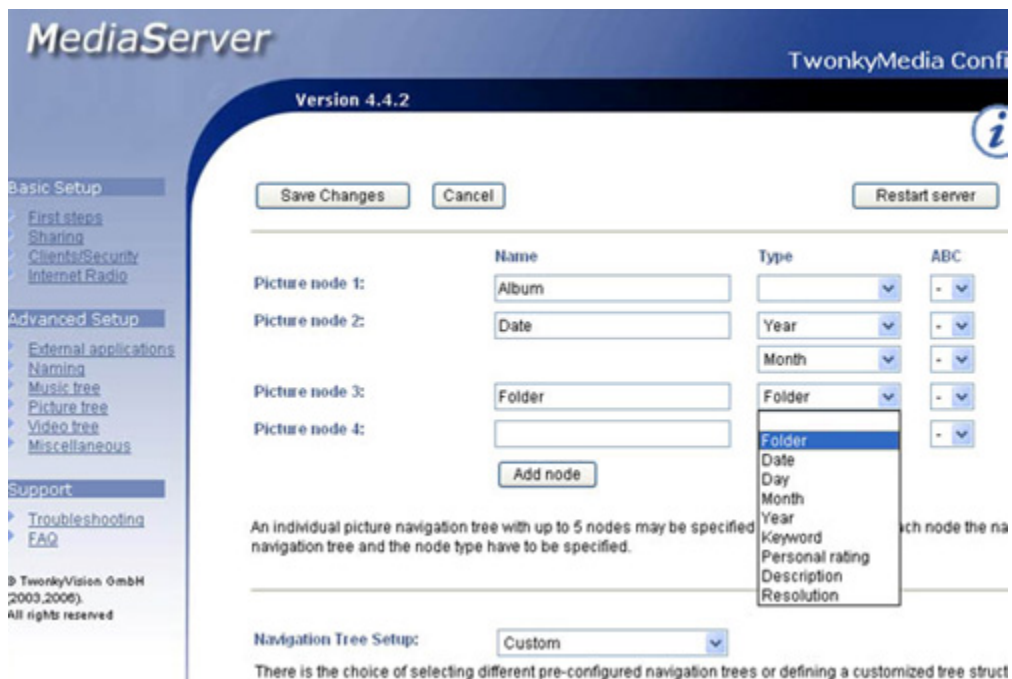 MediaServer
TwonkyMedia Confi
Version 4.4.2
i
Basic Setup
First steps
Sharing
Clients/Security
Internet Radio
Advanced Setup
External applications
Naming
Music tree
Picture tree
Video tree
Miscellaneous
Support
Troubleshooting
FAQ
© TwonkyVision GmbH
(2003,2006).
All rights reserved
Save Changes Cancel Restart server
Name Type ABC
Picture node 1: Album -
Picture node 2: Date Year -
Month -
Picture node 3: Folder Folder -
Picture node 4: -
Folder
Date
Day
Month
Year
Keyword
Personal rating
Description
Resolution
Add node
An individual picture navigation tree with up to 5 nodes may be specified ch node the na
navigation tree and the node type have to be specified.
Navigation Tree Setup: Custom
There is the choice of selecting different pre-configured navigation trees or defining a customized tree struct